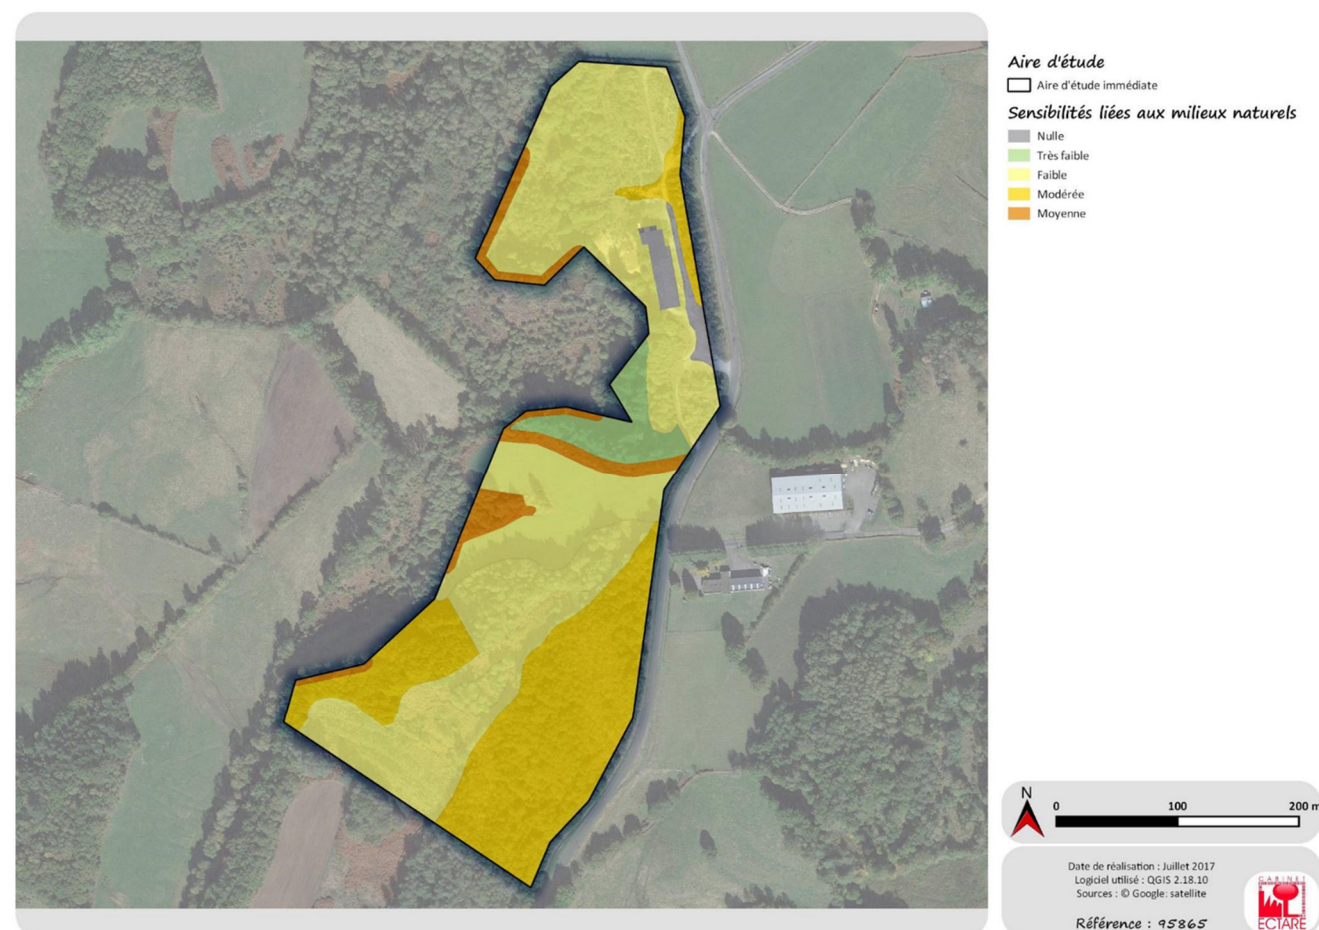 Aire d'étude
Aire d'étude immédiate
Sensibilités liées aux milieux naturels
Nulle
Très faible
Faible
Modérée
Moyenne
N
0 100 200 m
Date de réalisation : Juillet 2017
Logiciel utilisé : QGIS 2.18.10
Sources : © Google: satellite
Référence : 95865
CABINET
ECTARE